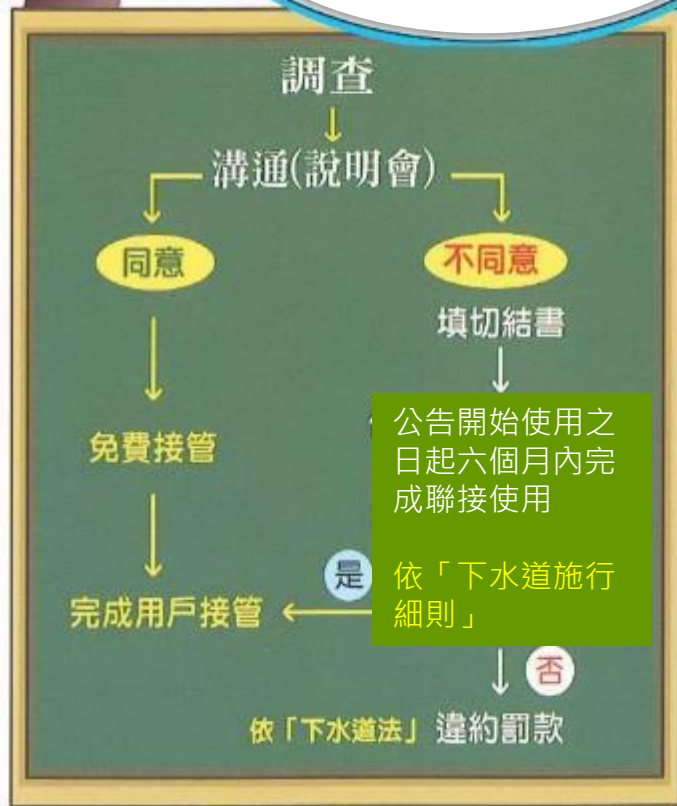 調查
溝通(說明會)
同意
不同意
填切結書
免費接管
公告開始使用之
日起六個月內完
成聯接使用
依「下水道施行
細則」
是
完成用戶接管
否
依「下水道法」違約罰款